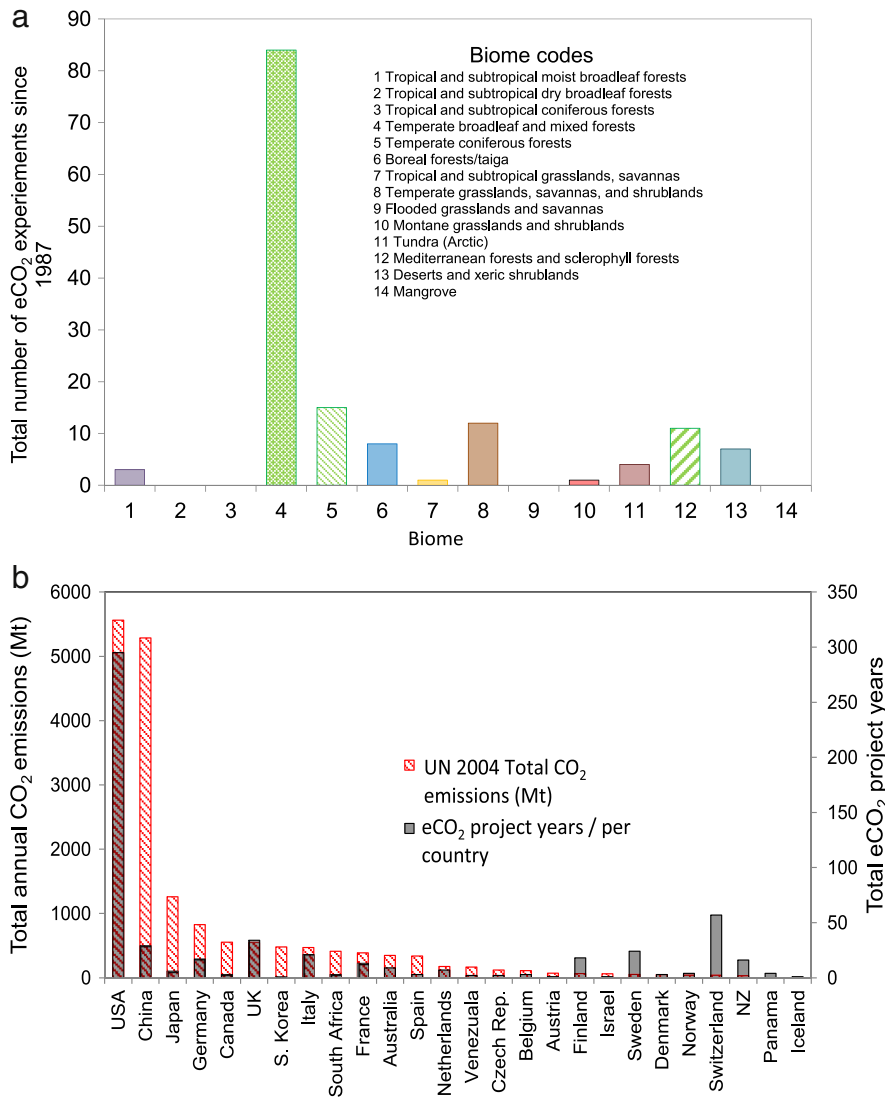 a
Total number of eCO2 experiements since
1987
90
80
70
60
50
40
30
20
10
0
Biome codes
1 Tropical and subtropical moist broadleaf forests
2 Tropical and subtropical dry broadleaf forests
3 Tropical and subtropical coniferous forests
4 Temperate broadleaf and mixed forests
5 Temperate coniferous forests
6 Boreal forests/taiga
7 Tropical and subtropical grasslands, savannas
8 Temperate grasslands, savannas, and shrublands
9 Flooded grasslands and savannas
10 Montane grasslands and shrublands
11 Tundra (Arctic)
12 Mediterranean forests and sclerophyll forests
13 Deserts and xeric shrublands
14 Mangrove
1 2 3 4 5 6 7 8 9 10 11 12 13 14
Biome
b
Total annual CO2 emissions (Mt)
6000
5000
4000
3000
2000
1000
0
UN 2004 Total CO2
emissions (Mt)
eCO2 project years / per
country
350
300
250
200
150
100
50
0
Total eCO2 project years
USA
China
Japan
Germany
Canada
UK
S. Korea
Italy
South Africa
France
Australia
Spain
Netherlands
Venezuala
Czech Rep.
Belgium
Austria
Finland
Israel
Sweden
Denmark
Norway
Switzerland
NZ
Panama
Iceland